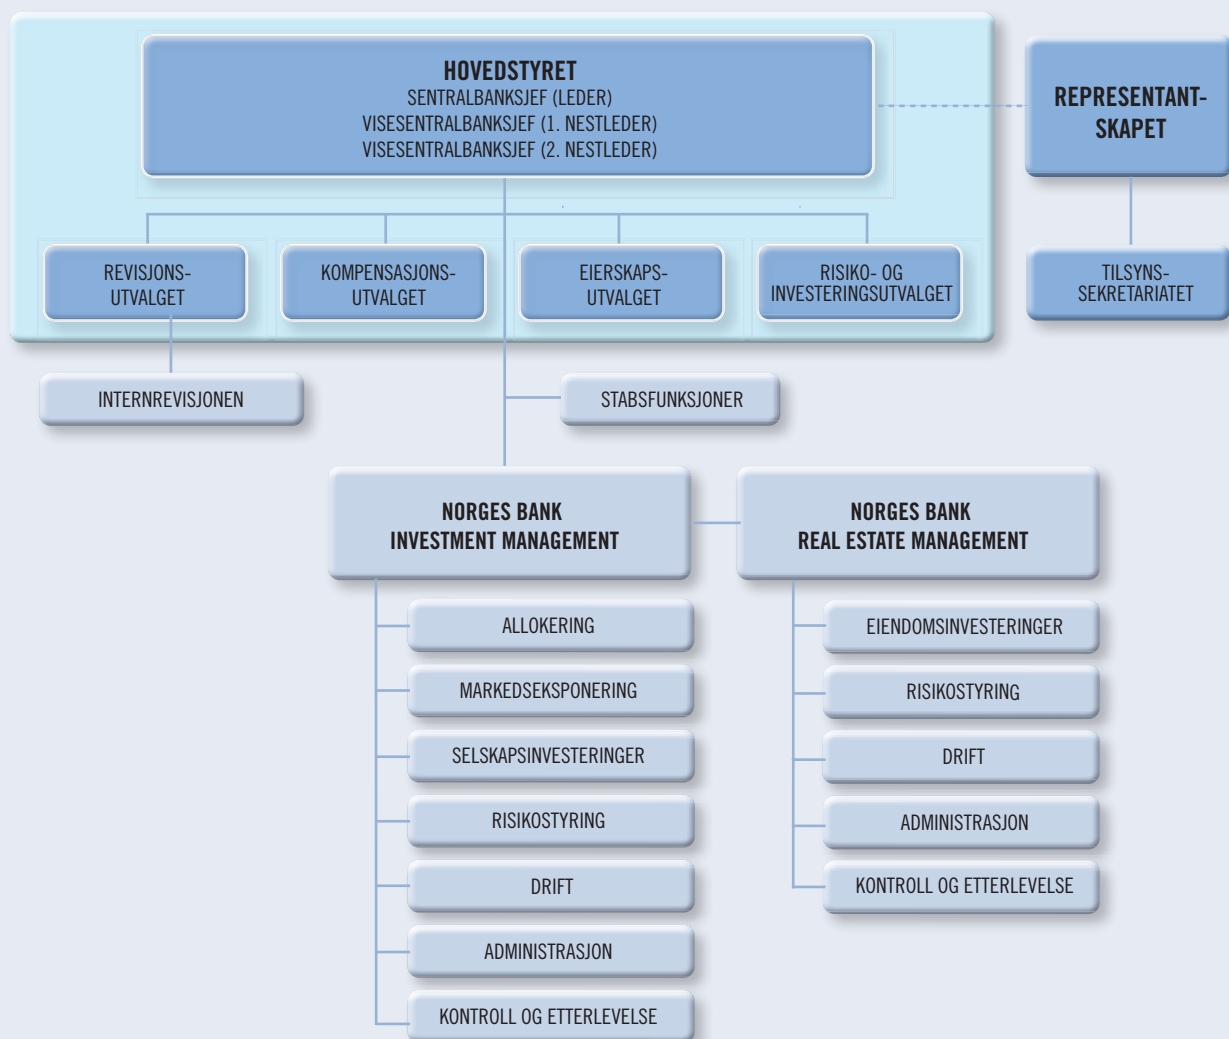 HOVEDSTYRET
SENTRALBANKSJEF (LEDER)
VISESENTRALBANKSJEF (1. NESTLEDER)
VISESENTRALBANKSJEF (2. NESTLEDER)
REPRESENTANT-
SKAPET
REVISJONS-
UTVALGET
KOMPENSASJONS-
UTVALGET
EIERSKAPS-
UTVALGET
RISIKO- OG
INVESTERINGSUTVALGET
TILSYNS-
SEKRETARIATET
INTERNREVISJONEN
STABSFUNKSJONER
NORGES BANK
INVESTMENT MANAGEMENT
ALLOKERING
MARKEDSEKSPONERING
SELSKAPSINVESTERINGER
RISIKOSTYRING
DRIFT
ADMINISTRASJON
KONTROLL OG ETTERLEVELSE
NORGES BANK
REAL ESTATE MANAGEMENT
EIENDOMSINVESTERINGER
RISIKOSTYRING
DRIFT
ADMINISTRASJON
KONTROLL OG ETTERLEVELSE